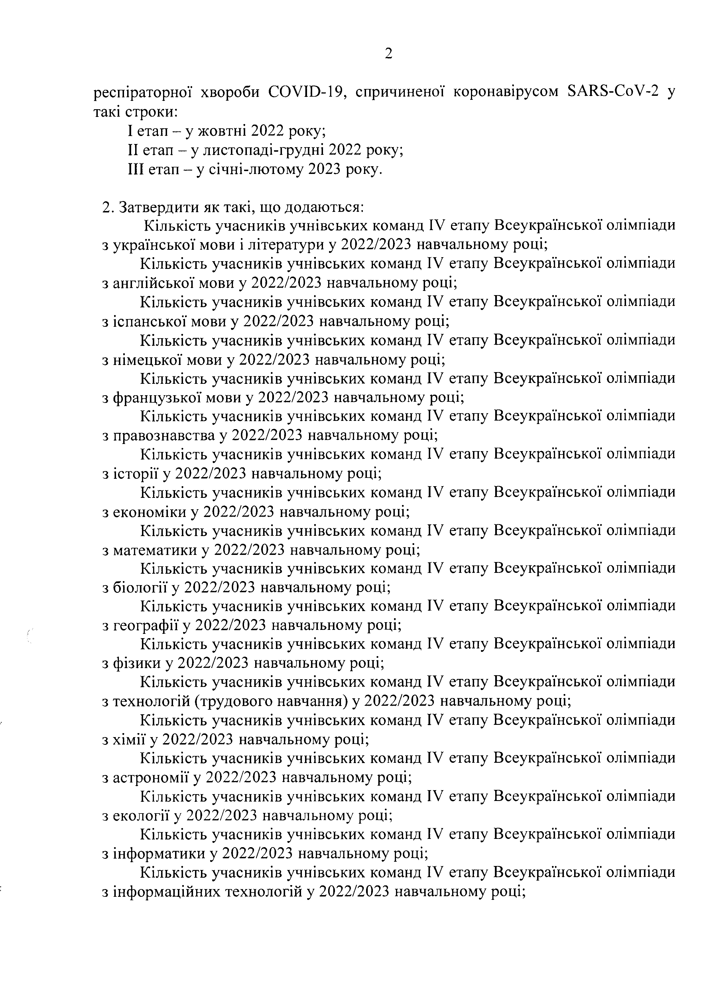 2
респіраторної хвороби COVID-19, спричиненої коронавірусом SARS-CoV-2 у
такі строки:
І етап – у жовтні 2022 року;
ІІ етап – у листопаді-грудні 2022 року;
ІІІ етап – у січні-лютому 2023 року.
2. Затвердити як такі, що додаються:
Кількість учасників учнівських команд IV етапу Всеукраїнської олімпіади
з української мови і літератури у 2022/2023 навчальному році;
Кількість учасників учнівських команд IV етапу Всеукраїнської олімпіади
з англійської мови у 2022/2023 навчальному році;
Кількість учасників учнівських команд IV етапу Всеукраїнської олімпіади
з іспанської мови у 2022/2023 навчальному році;
Кількість учасників учнівських команд IV етапу Всеукраїнської олімпіади
з німецької мови у 2022/2023 навчальному році;
Кількість учасників учнівських команд IV етапу Всеукраїнської олімпіади
з французької мови у 2022/2023 навчальному році;
Кількість учасників учнівських команд IV етапу Всеукраїнської олімпіади
з правознавства у 2022/2023 навчальному році;
Кількість учасників учнівських команд IV етапу Всеукраїнської олімпіади
з історії у 2022/2023 навчальному році;
Кількість учасників учнівських команд IV етапу Всеукраїнської олімпіади
з економіки у 2022/2023 навчальному році;
Кількість учасників учнівських команд IV етапу Всеукраїнської олімпіади
з математики у 2022/2023 навчальному році;
Кількість учасників учнівських команд IV етапу Всеукраїнської олімпіади
з біології у 2022/2023 навчальному році;
Кількість учасників учнівських команд IV етапу Всеукраїнської олімпіади
з географії у 2022/2023 навчальному році;
Кількість учасників учнівських команд IV етапу Всеукраїнської олімпіади
з фізики у 2022/2023 навчальному році;
Кількість учасників учнівських команд IV етапу Всеукраїнської олімпіади
з технологій (трудового навчання) у 2022/2023 навчальному році;
Кількість учасників учнівських команд IV етапу Всеукраїнської олімпіади
з хімії у 2022/2023 навчальному році;
Кількість учасників учнівських команд IV етапу Всеукраїнської олімпіади
з астрономії у 2022/2023 навчальному році;
Кількість учасників учнівських команд IV етапу Всеукраїнської олімпіади
з екології у 2022/2023 навчальному році;
Кількість учасників учнівських команд IV етапу Всеукраїнської олімпіади
з інформатики у 2022/2023 навчальному році;
Кількість учасників учнівських команд IV етапу Всеукраїнської олімпіади
з інформаційних технологій у 2022/2023 навчальному році;